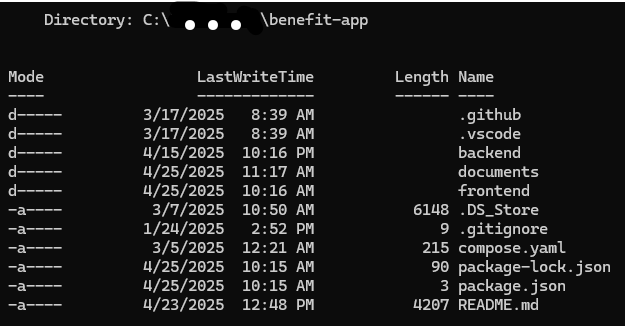 Directory: C:\ \benefit-app
Mode LastWriteTime Length Name
---- ------------- ------ ----
d----- 3/17/2025 8:39 AM .github
d----- 3/17/2025 8:39 AM .vscode
d----- 4/15/2025 10:16 PM backend
d----- 4/25/2025 11:17 AM documents
d----- 4/25/2025 10:16 AM frontend
-a---- 3/7/2025 10:50 AM 6148 .DS_Store
-a---- 1/24/2025 2:52 PM 9 .gitignore
-a---- 3/5/2025 12:21 AM 215 compose.yaml
-a---- 4/25/2025 10:15 AM 90 package-lock.json
-a---- 4/25/2025 10:15 AM 3 package.json
-a---- 4/23/2025 12:48 PM 4207 README.md